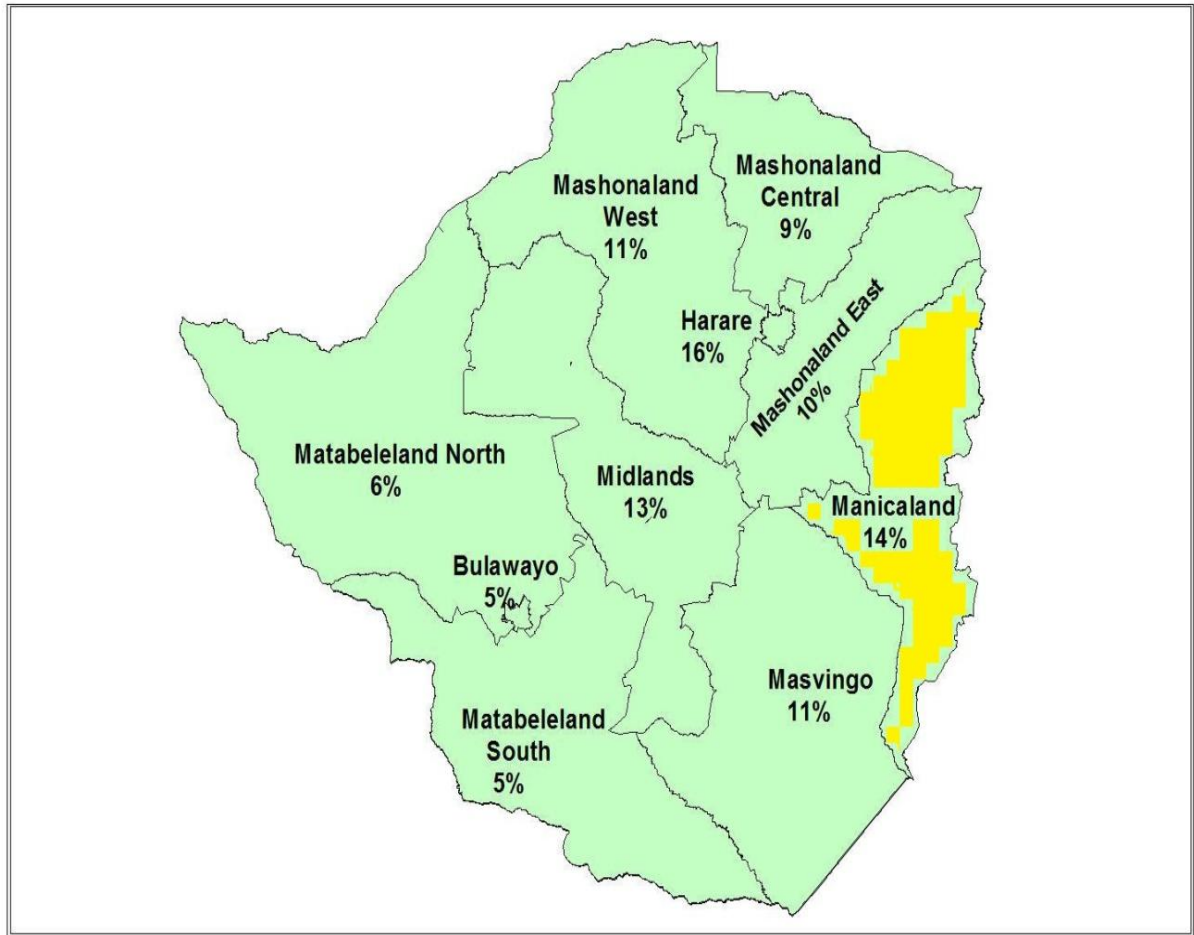 Mashonaland
Central
9%
Mashonaland
West
11%
Harare
16%
Mashonaland East
10%
Matabeleland North
6%
Midlands
13%
Manicaland
14%
Bulawayo
5%
Masvingo
11%
Matabeleland
South
5%